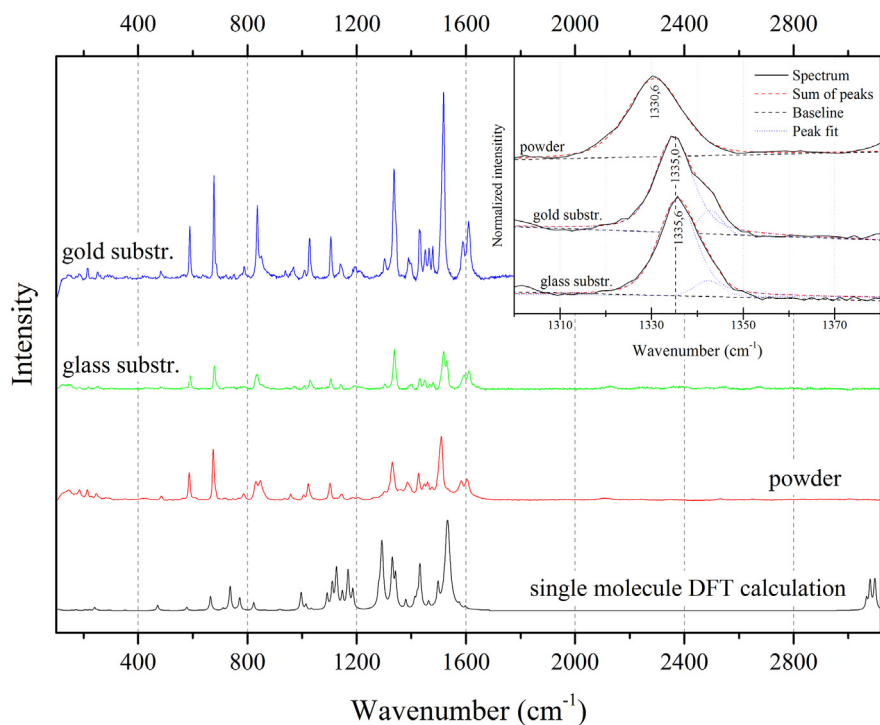 400 800 1200 1600 2000 2400 2800
Intensity
gold substr.
glass substr.
powder
single molecule DFT calculation
400 800 1200 1600 2000 2400 2800
Wavenumber (cm-1)
Normalized intensitity
Spectrum
Sum of peaks
Baseline
Peak fit
powder
1330,6
gold substr.
1335,0
glass substr.
1335,6
1310 1330 1350 1370
Wavenumber (cm-1)